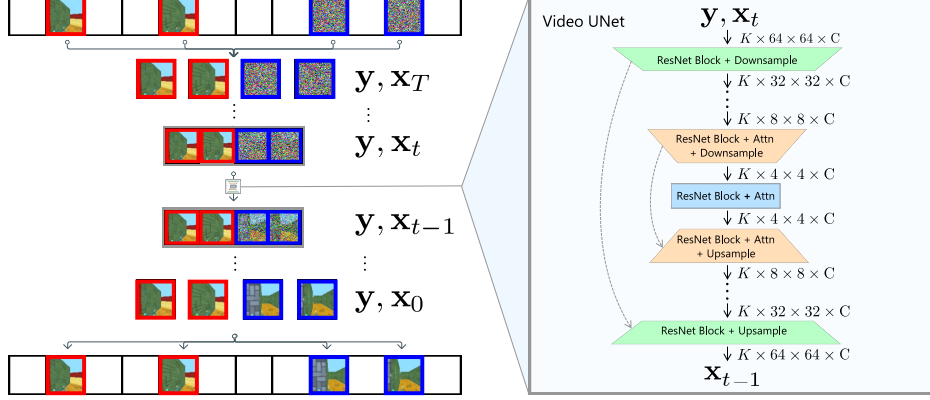 y, x_T
⋮ ⋮
y, x_t
y, x_{t−1}
⋮ ⋮
y, x_0
Video UNet
y, x_t
K × 64 × 64 × C
ResNet Block + Downsample
K × 32 × 32 × C
⋮
K × 8 × 8 × C
ResNet Block + Attn
+ Downsample
K × 4 × 4 × C
ResNet Block + Attn
K × 4 × 4 × C
ResNet Block + Attn
+ Upsample
K × 8 × 8 × C
⋮
K × 32 × 32 × C
ResNet Block + Upsample
K × 64 × 64 × C
x_{t−1}